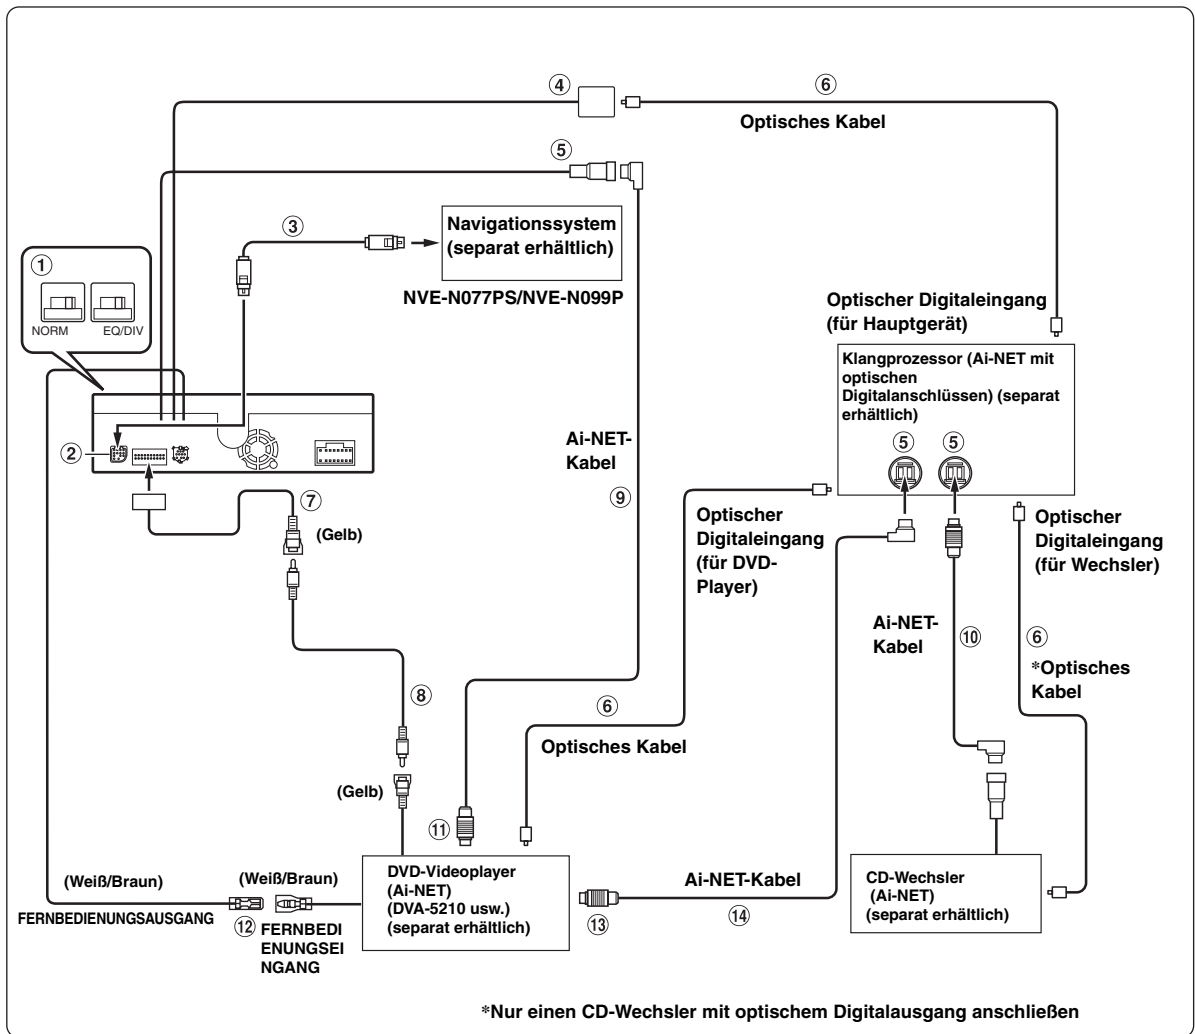 ④
⑥
Optisches Kabel
⑤
③
Navigationssystem
(separat erhältlich)
NVE-N077PS/NVE-N099P
①
NORM
EQ/DIV
Optischer Digitaleingang
(für Hauptgerät)
Klangprozessor (Ai-NET mit
optischen
Digitalanschlüssen) (separat
erhältlich)
⑤
⑤
②
Ai-NET-
Kabel
⑨
⑦
(Gelb)
Optischer
Digitaleingang
(für DVD-
Player)
Optischer
Digitaleingang
(für Wechsler)
Ai-NET-
Kabel
⑩
⑥
*Optisches
Kabel
⑧
⑥
Optisches Kabel
(Gelb)
⑪
DVD-Videoplayer
(Ai-NET)
(DVA-5210 usw.)
(separat erhältlich)
Ai-NET-Kabel
⑬
⑭
CD-Wechsler
(Ai-NET)
(separat erhältlich)
(Weiß/Braun)
(Weiß/Braun)
FERNBEDIENUNGSAUSGANG
⑫
FERNBEDI
ENUNGSEI
NGANG
*Nur einen CD-Wechsler mit optischem Digitalausgang anschließen